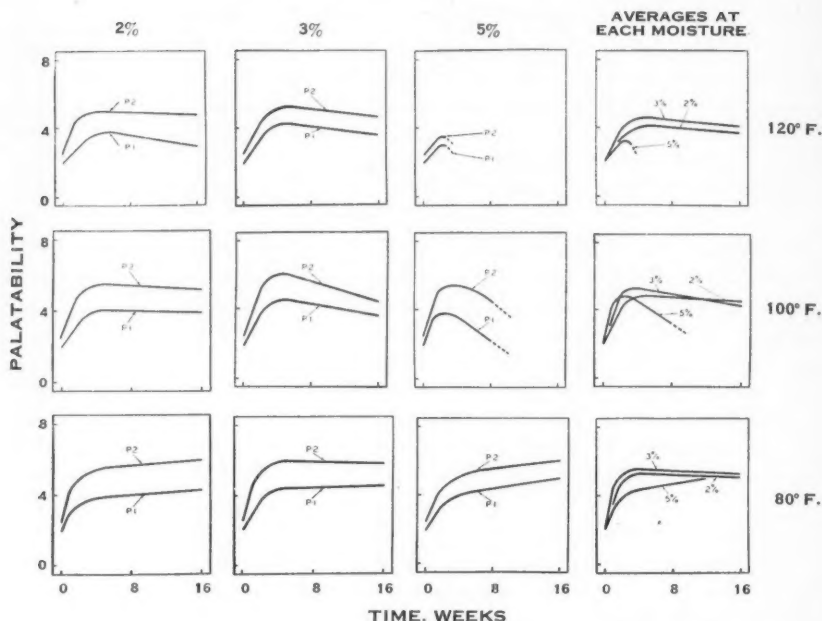 2% 3% 5% AVERAGES AT
EACH MOISTURE
8 4 0
P2
P1
P2
P1
P2
P1
3% 2%
5%
120° F.
PALATABILITY
8 4 0
P2
P1
P2
P1
P2
P1
3% 2%
5%
100° F.
8 4 0
P2
P1
P2
P1
P2
P1
3%
5% 2%
80° F.
0 8 16 0 8 16 0 8 16 0 8 16
TIME, WEEKS